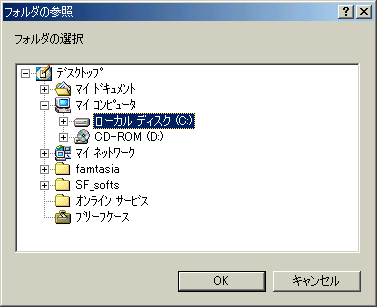 フォルダの参照
フォルダの選択
デスクトップ
マイ ドキュメント
マイ コンピュータ
ローカル ディスク (C:)
CD-ROM (D:)
マイ ネットワーク
famtasia
SF_softs
オンライン サービス
ブリーフケース
OK
キャンセル